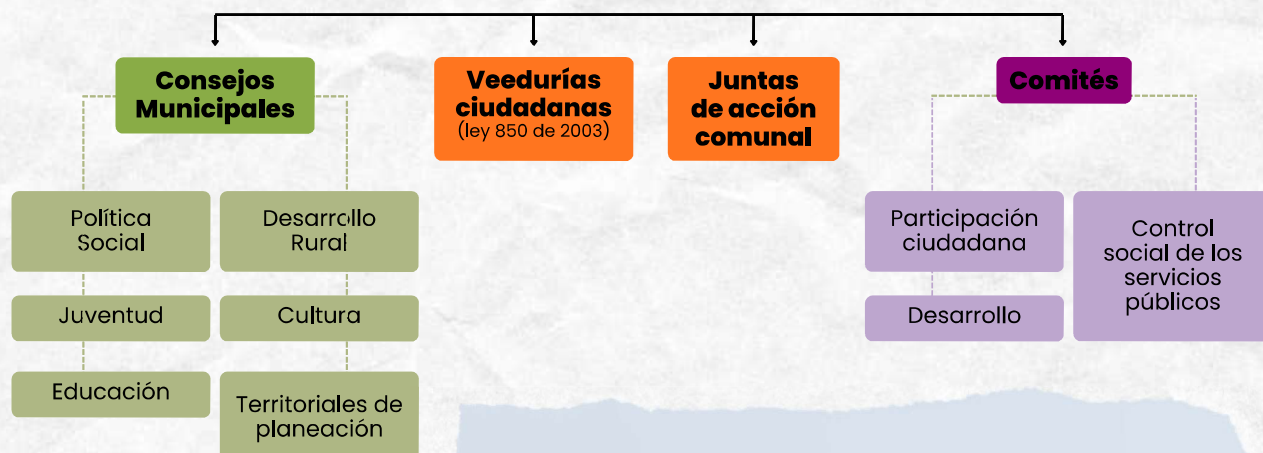 Consejos
Municipales
Veedurías
ciudadanas
(ley 850 de 2003)
Juntas
de acción
comunal
Comités
Política
Social
Desarrollo
Rural
Juventud
Cultura
Educación
Territoriales de
planeación
Participación
ciudadana
Desarrollo
Control
social de los
servicios
públicos